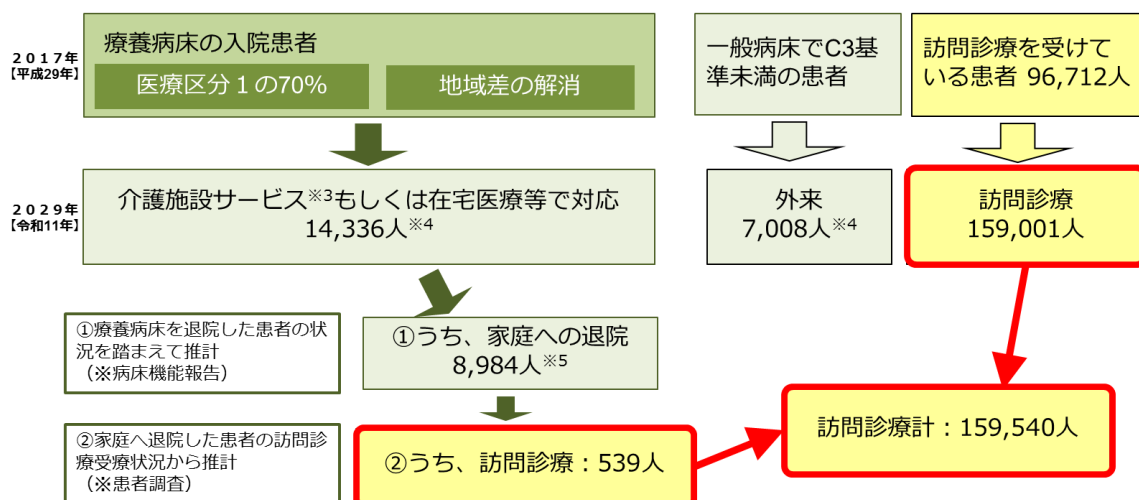 2017年
【平成29年】
療養病床の入院患者
医療区分１の70%
地域差の解消
一般病床でC3基
準未満の患者
訪問診療を受けて
いる患者 96,712人
2029年
【令和11年】
介護施設サービス※3もしくは在宅医療等で対応
14,336人※4
外来
7,008人※4
訪問診療
159,001人
①療養病床を退院した患者の状
況を踏まえて推計
（※病床機能報告）
①うち、家庭への退院
8,984人※5
②家庭へ退院した患者の訪問診
療受療状況から推計
（※患者調査）
②うち、訪問診療：539人
訪問診療計：159,540人